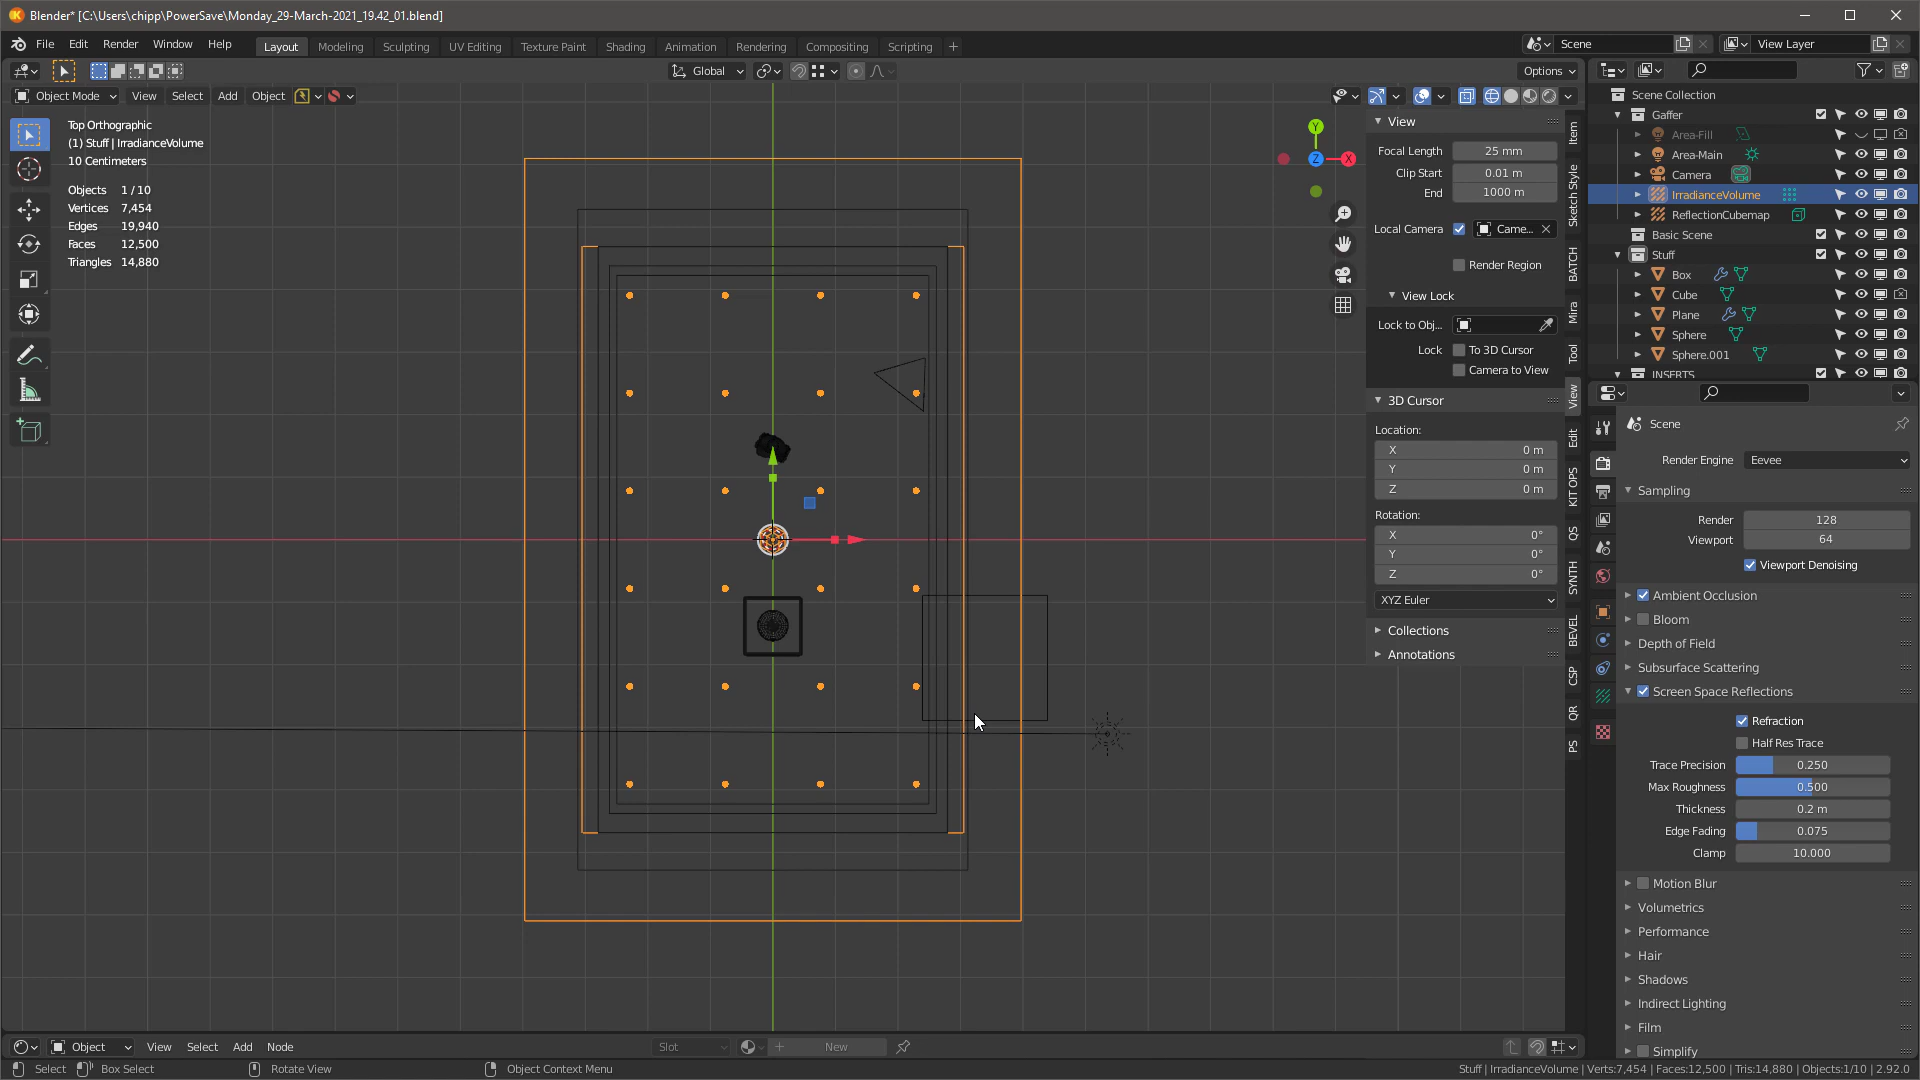 Blender* [C:\Users\chipp\PowerSave\Monday_29-March-2021_19.42_01.blend]
File Edit Render Window Help Layout Modeling Sculpting UV Editing Texture Paint Shading Animation Rendering Compositing Scripting + Scene View Layer
Global Options
Object Mode View Select Add Object
Top Orthographic
(1) Stuff | IrradianceVolume
10 Centimeters
Objects 1 / 10
Vertices 7,454
Edges 19,940
Faces 12,500
Triangles 14,880
Y
Z
X
View
Focal Length 25 mm
Clip Start 0.01 m
End 1000 m
Local Camera Came...
Render Region
View Lock
Lock to Obj...
Lock To 3D Cursor
Camera to View
3D Cursor
Location:
X 0 m
Y 0 m
Z 0 m
Rotation:
X 0°
Y 0°
Z 0°
XYZ Euler
Collections
Annotations
Item
Sketch Style
BATCH
Mira
Tool
View
Edit
KIT OPS
QS
SYNTH
BEVEL
CSP
QR
PS
Scene Collection
Gaffer
Area-Fill
Area-Main
Camera
IrradianceVolume
ReflectionCubemap
Basic Scene
Stuff
Box
Cube
Plane
Sphere
Sphere.001
INSERTS
Scene
Render Engine Eevee
Sampling
Render 128
Viewport 64
Viewport Denoising
Ambient Occlusion
Bloom
Depth of Field
Subsurface Scattering
Screen Space Reflections
Refraction
Half Res Trace
Trace Precision 0.250
Max Roughness 0.500
Thickness 0.2 m
Edge Fading 0.075
Clamp 10.000
Motion Blur
Volumetrics
Performance
Hair
Shadows
Indirect Lighting
Film
Simplify
Object View Select Add Node Slot + New
Select Box Select Rotate View Object Context Menu Stuff | IrradianceVolume | Verts:7,454 | Faces:12,500 | Tris:14,880 | Objects:1/10 | 2.92.0